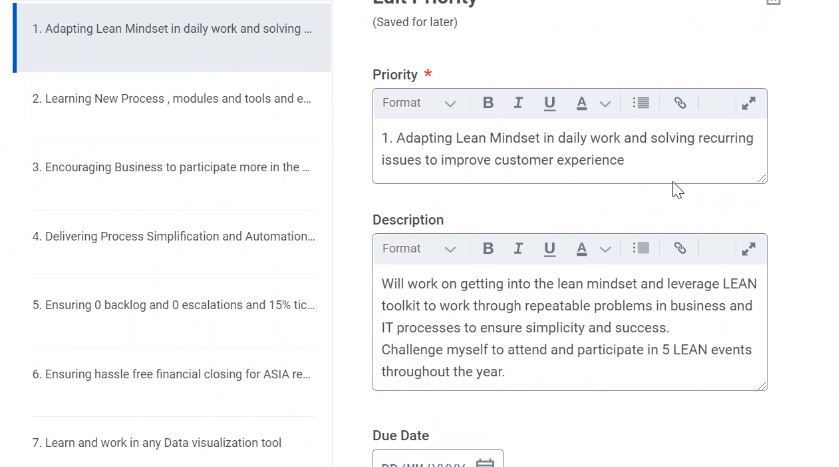 1. Adapting Lean Mindset in daily work and solving ...
2. Learning New Process , modules and tools and e...
3. Encouraging Business to participate more in the ...
4. Delivering Process Simplification and Automation...
5. Ensuring 0 backlog and 0 escalations and 15% tic...
6. Ensuring hassle free financial closing for ASIA re...
7. Learn and work in any Data visualization tool
Edit Priority
(Saved for later)
Priority *
Format B I U A
1. Adapting Lean Mindset in daily work and solving recurring
issues to improve customer experience
Description
Format B I U A
Will work on getting into the lean mindset and leverage LEAN
toolkit to work through repeatable problems in business and
IT processes to ensure simplicity and success.
Challenge myself to attend and participate in 5 LEAN events
throughout the year.
Due Date
DD/MM/YYYY